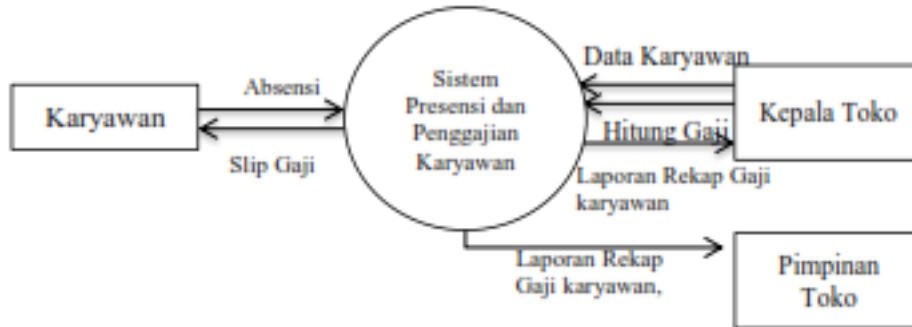 Karyawan
Absensi
Slip Gaji
Sistem
Presensi dan
Penggajian
Karyawan
Data Karyawan
Hitung Gaji
Laporan Rekap Gaji
karyawan
Kepala Toko
Laporan Rekap
Gaji karyawan,
Pimpinan
Toko